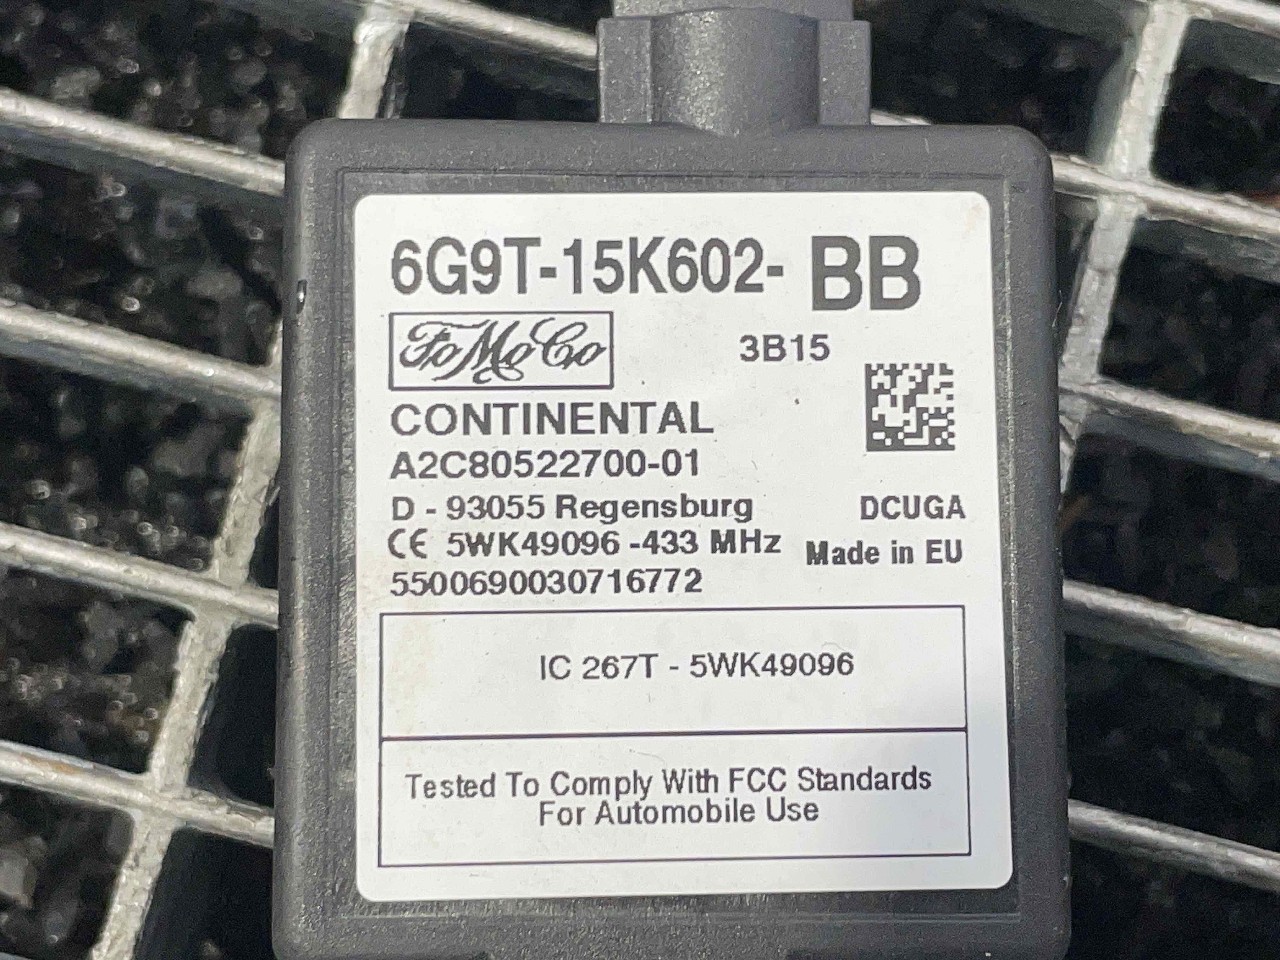 6G9T-15K602- BB
FoMoCo
3B15
CONTINENTAL
A2C80522700-01
D - 93055 Regensburg
DCUGA
CE 5WK49096 -433 MHz
Made in EU
5500690030716772
IC 267T - 5WK49096
Tested To Comply With FCC Standards
For Automobile Use